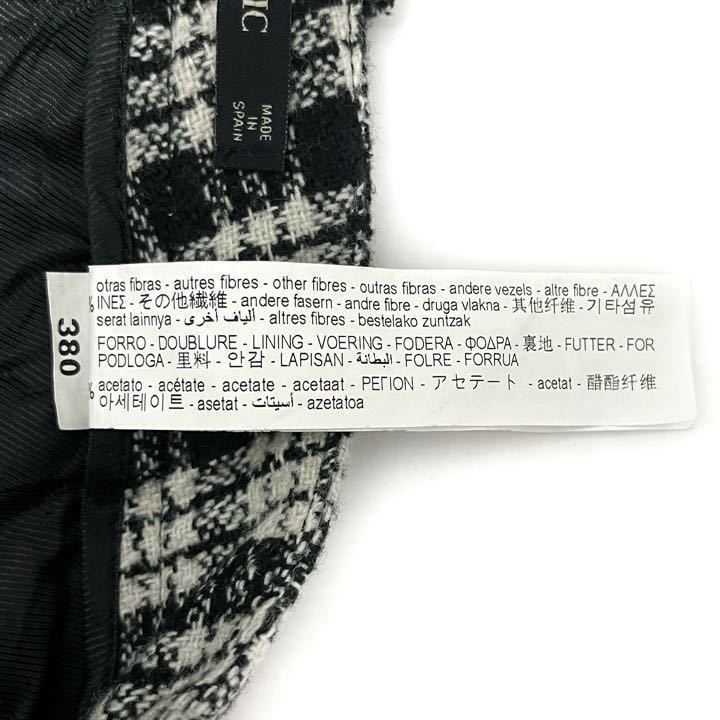 IC
MADE
IN
SPAIN
380
% otras fibras - autres fibres - other fibres - outras fibras - andere vezels - altre fibre - ΑΛΛΕΣ
ΙΝΕΣ - その他繊維 - andere fasern - andre fibre - druga vlakna - 其他纤维 - 기타섬유
serat lainnya - ألياف أخرى - altres fibres - bestelako zuntzak
FORRO - DOUBLURE - LINING - VOERING - FODERA - ΦΟΔΡΑ - 裏地 - FUTTER - FOR
PODLOGA - 里料 - 안감 - LAPISAN - البطانة - FOLRE - FORRUA
% acetato - acétate - acetate - acetaat - ΡΕΓΙΟΝ - アセテート - acetat - 醋酯纤维
아세테이트 - asetat - أسيتات - azetatoa